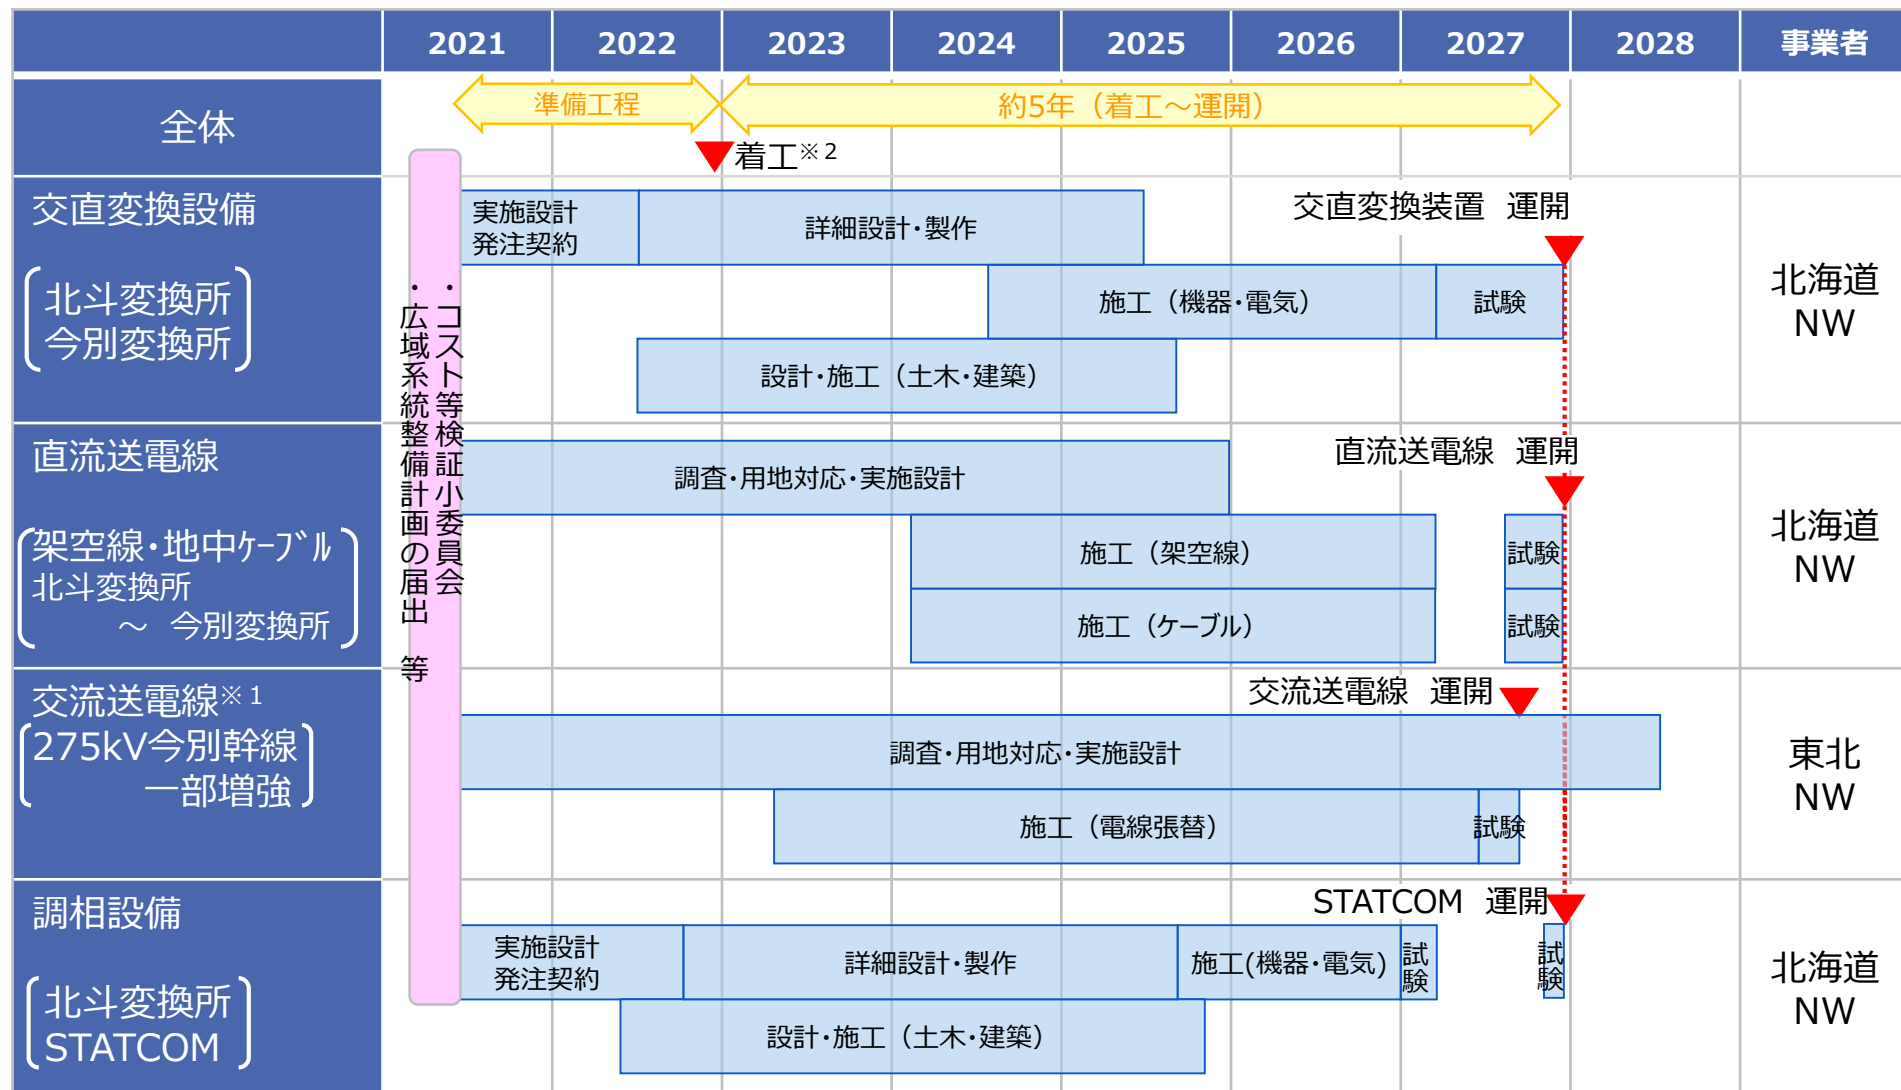 2021 2022 2023 2024 2025 2026 2027 2028 事業者
全体
準備工程
約5年（着工～運開）
着工※2
・コスト等検証小委員会
・広域系統整備計画の届出　等
交直変換設備
北斗変換所
今別変換所
実施設計
発注契約
詳細設計・製作
交直変換装置　運開
施工（機器・電気）
試験
設計・施工（土木・建築）
北海道
NW
直流送電線
架空線・地中ｹｰﾌﾞﾙ
北斗変換所
～　今別変換所
調査・用地対応・実施設計
直流送電線　運開
施工（架空線）
試験
施工（ケーブル）
試験
北海道
NW
交流送電線※1
275kV今別幹線
一部増強
交流送電線　運開
調査・用地対応・実施設計
施工（電線張替）
試験
東北
NW
調相設備
北斗変換所
STATCOM
STATCOM　運開
実施設計
発注契約
詳細設計・製作
施工(機器・電気)
試験
試験
設計・施工（土木・建築）
北海道
NW